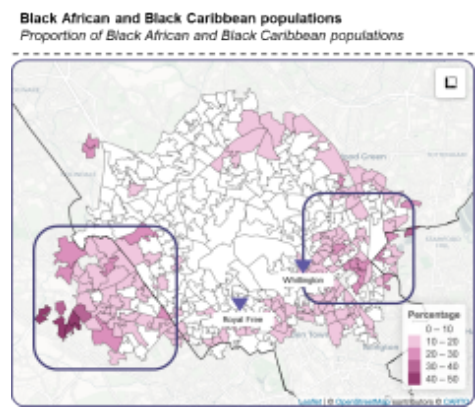 Black African and Black Caribbean populations
Proportion of Black African and Black Caribbean populations
Whittington
Royal Free
Percentage
0 – 10
10 – 20
20 – 30
30 – 40
40 – 50
Leaflet | © OpenStreetMap contributors © CARTO